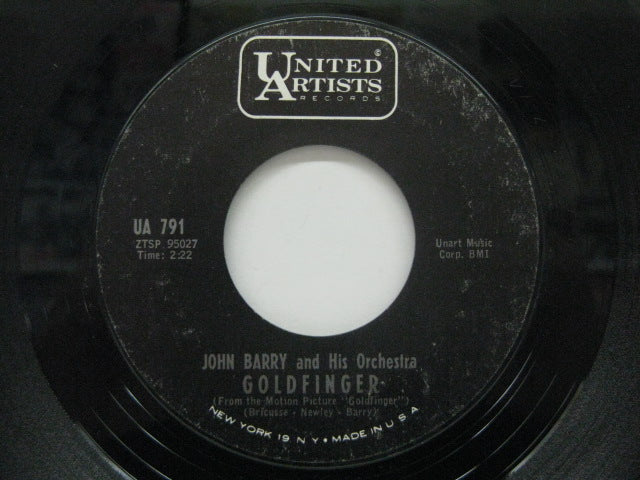 UNITED
ARTISTS
RECORDS
©
UA 791
ZTSP 95027
Time: 2:22
Unart Music
Corp. BMI
JOHN BARRY and His Orchestra
GOLDFINGER
(From the Motion Picture "Goldfinger")
(Bricusse - Newley - Barry)
NEW YORK 19 N Y • MADE IN U S A